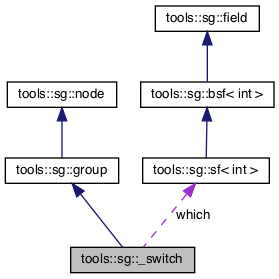 tools::sg::field
tools::sg::node
tools::sg::bsf< int >
tools::sg::group
tools::sg::sf< int >
which
tools::sg::_switch